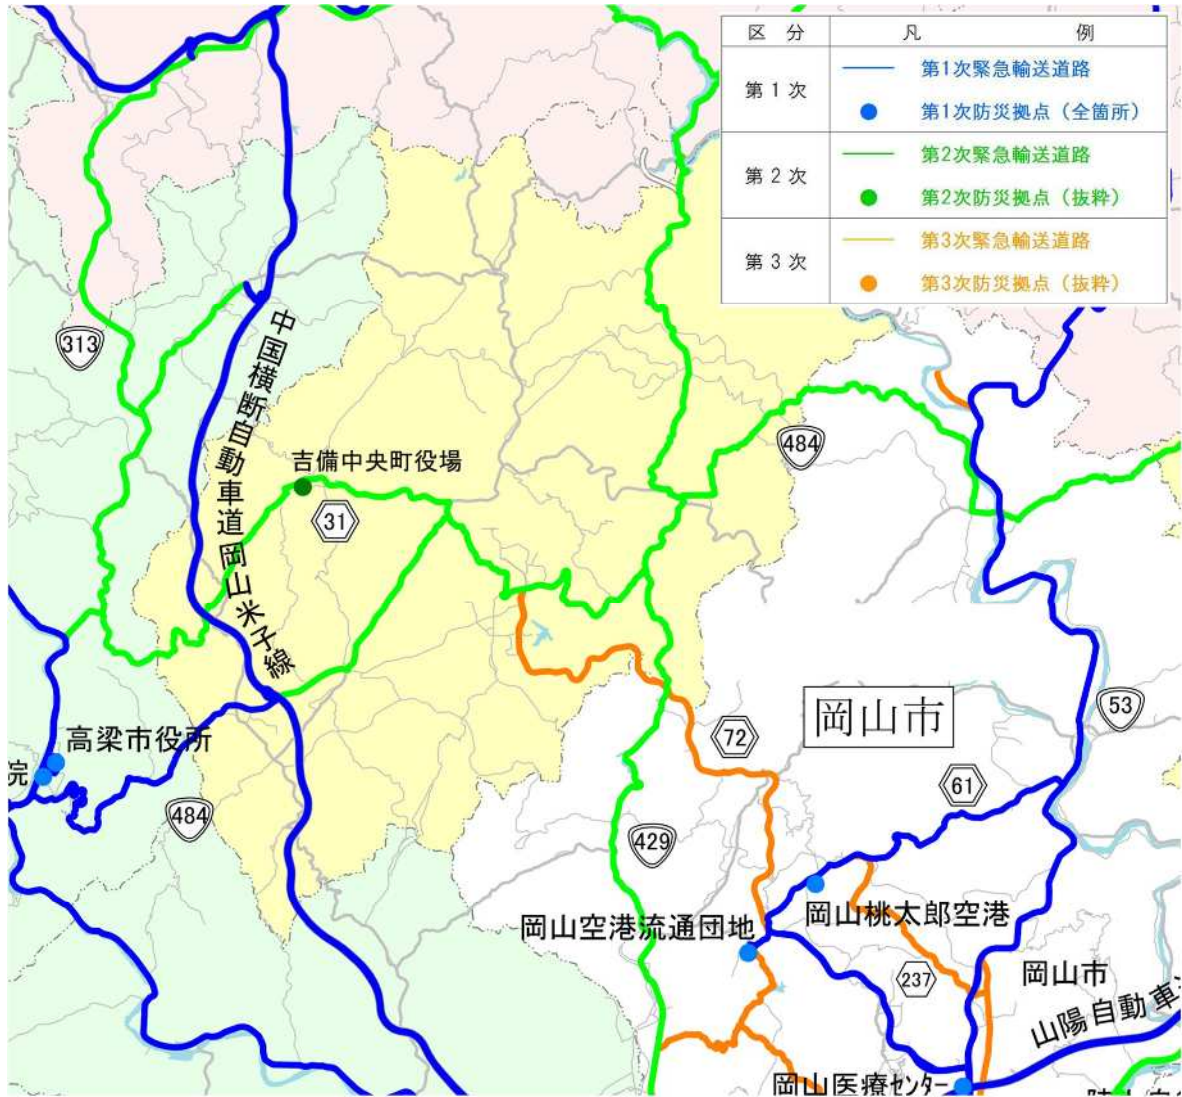 区分 凡例
第1次
第1次緊急輸送道路
第1次防災拠点（全箇所）
第2次
第2次緊急輸送道路
第2次防災拠点（抜粋）
第3次
第3次緊急輸送道路
第3次防災拠点（抜粋）
313
中国横断自動車道岡山米子線
484
吉備中央町役場
31
岡山市
53
72
高梁市役所
院
61
484
429
岡山桃太郎空港
岡山空港流通団地
237
岡山市
山陽自動車
岡山医療センター